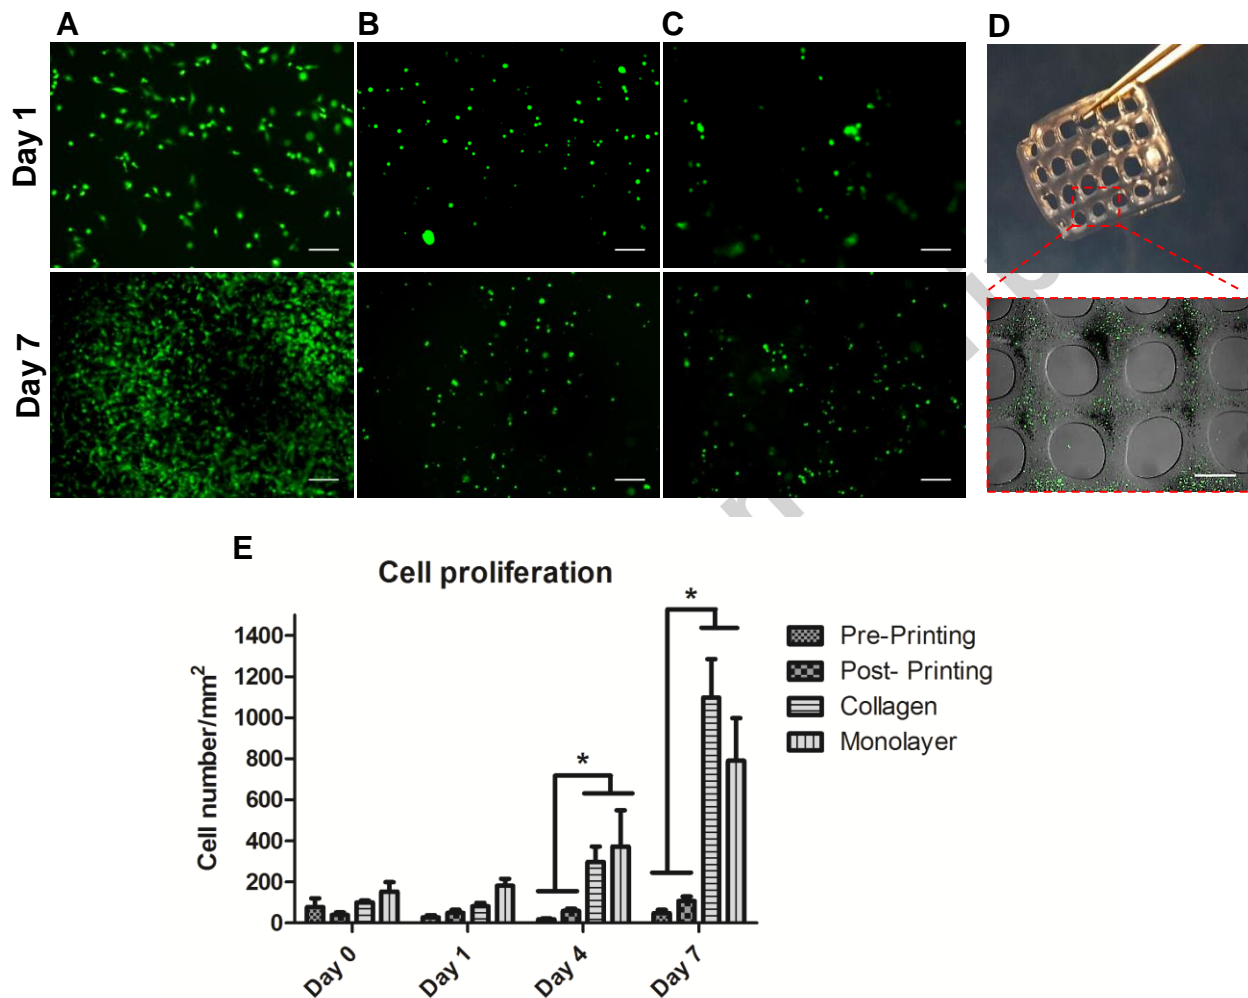 A B C D
Day 1
Day 7
E
Cell proliferation
Cell number/mm²
1400
1200
1000
800
600
400
200
0
*
*
Day 0 Day 1 Day 4 Day 7
Pre-Printing
Post- Printing
Collagen
Monolayer